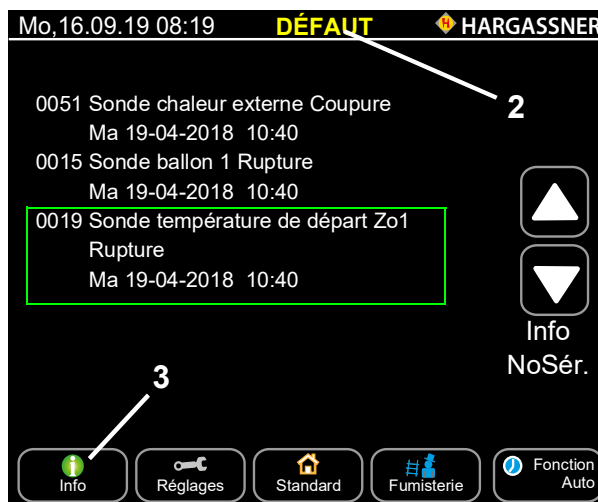 Mo,16.09.19 08:19 DÉFAUT HARGASSNER
2
0051 Sonde chaleur externe Coupure
Ma 19-04-2018 10:40
0015 Sonde ballon 1 Rupture
Ma 19-04-2018 10:40
0019 Sonde température de départ Zo1
Rupture
Ma 19-04-2018 10:40
Info
NoSér.
3
Info
Réglages
Standard
Fumisterie
Fonction
Auto